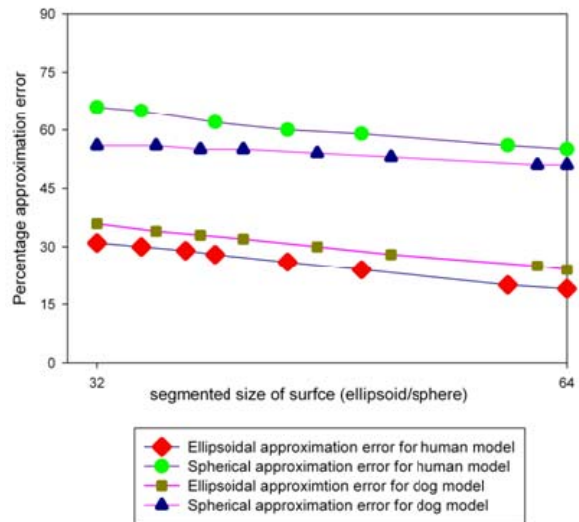 90
75
60
45
30
15
0
Percentage approximation error
32
64
segmented size of surfce (ellipsoid/sphere)
Ellipsoidal approximation error for human model
Spherical approximation error for human model
Ellipsoidal approximtion error for dog model
Spherical approximation error for dog model